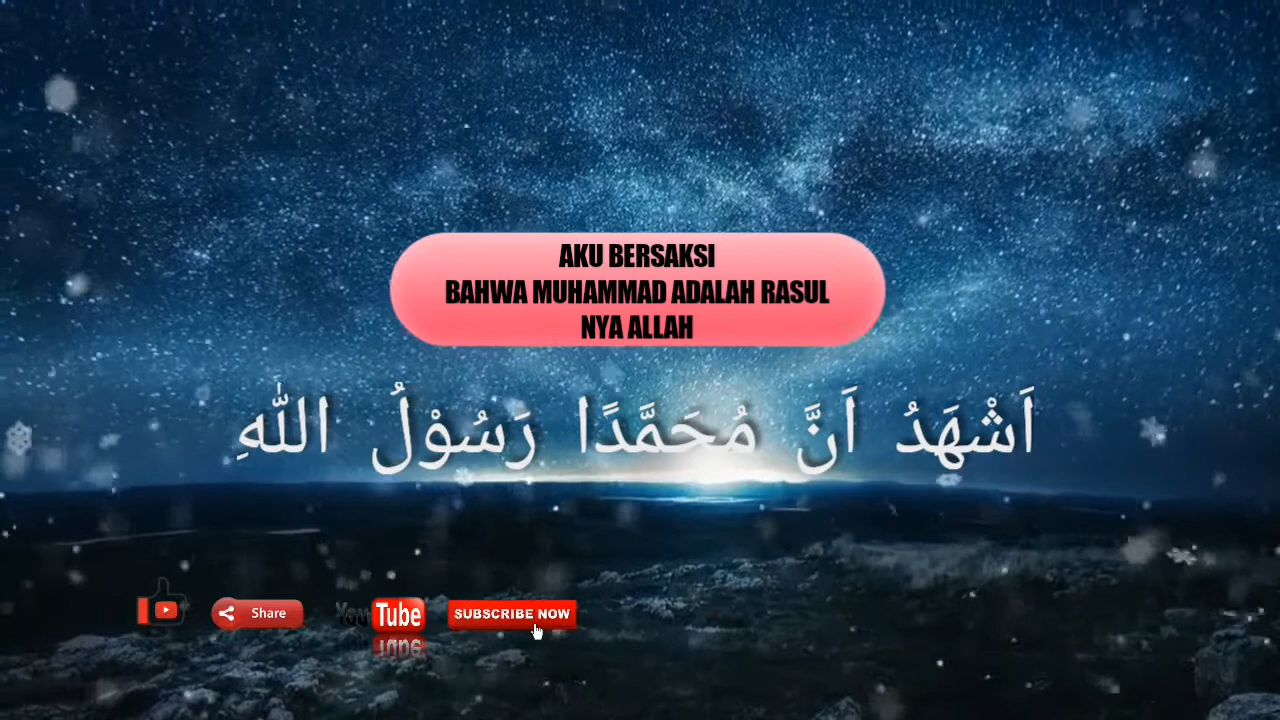 AKU BERSAKSI
BAHWA MUHAMMAD ADALAH RASUL
NYA ALLAH
اَشْهَدُ اَنَّ مُحَمَّدًا رَسُوْلُ اللّٰهِ
Share
YouTube
SUBSCRIBE NOW